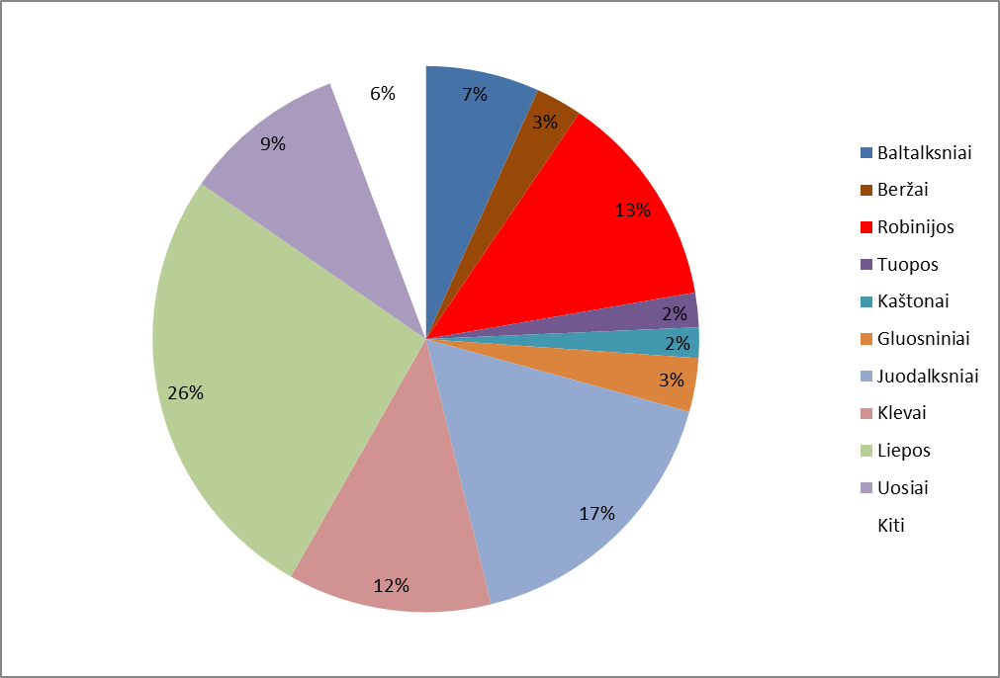 6%
7%
3%
9%
13%
2%
2%
3%
26%
17%
12%
Baltalksniai
Beržai
Robinijos
Tuopos
Kaštonai
Gluosniniai
Juodalksniai
Klevai
Liepos
Uosiai
Kiti